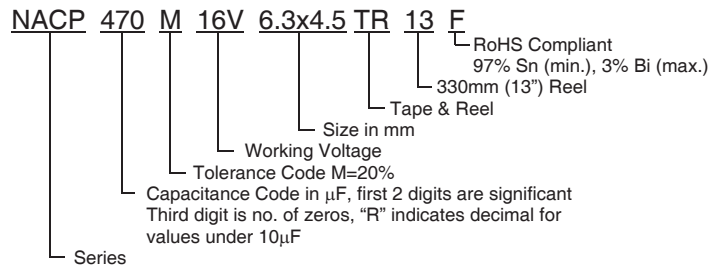 NACP 470 M 16V 6.3x4.5 TR 13 F
RoHS Compliant
97% Sn (min.), 3% Bi (max.)
330mm (13”) Reel
Tape & Reel
Size in mm
Working Voltage
Tolerance Code M=20%
Capacitance Code in μF, first 2 digits are significant
Third digit is no. of zeros, “R” indicates decimal for
values under 10μF
Series